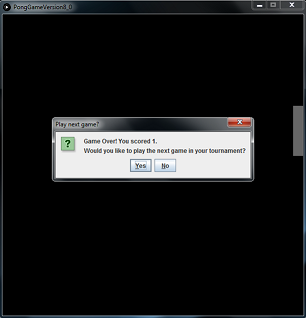 PongGameVersion8_0
Play next game?
Game Over! You scored 1.
Would you like to play the next game in your tournament?
Yes
No